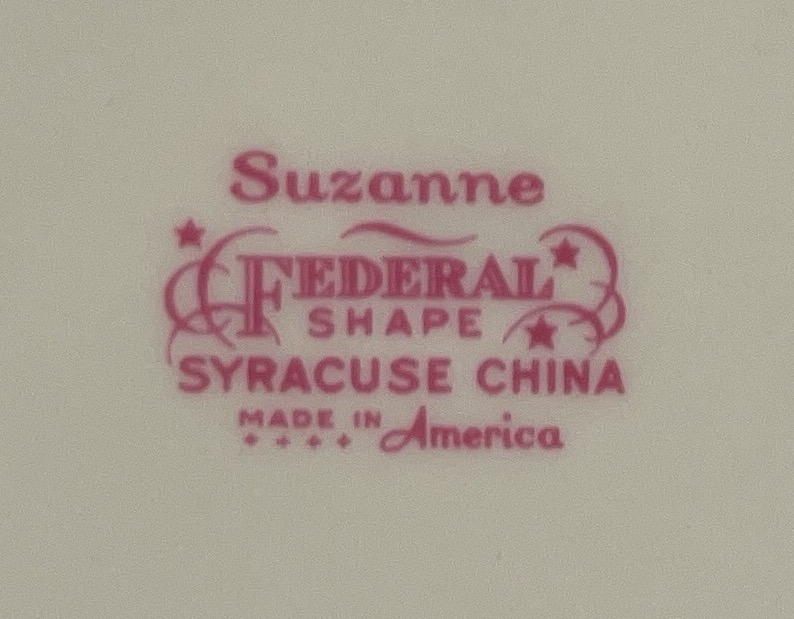 Suzanne
FEDERAL
SHAPE
SYRACUSE CHINA
MADE IN America